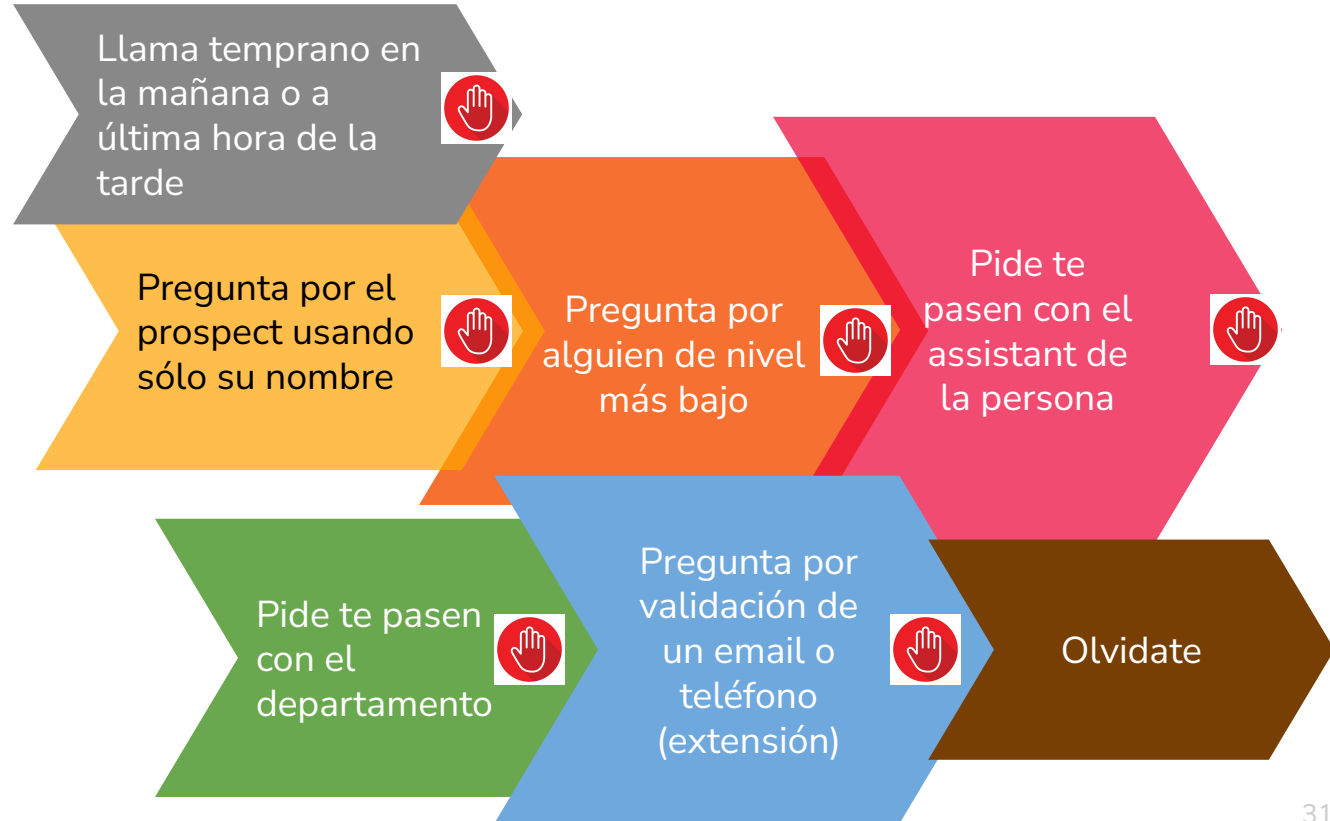 Llama temprano en
la mañana o a
última hora de la
tarde
Pregunta por el
prospect usando
sólo su nombre
Pregunta por
alguien de nivel
más bajo
Pide te
pasen con el
assistant de
la persona
Pide te pasen
con el
departamento
Pregunta por
validación de
un email o
teléfono
(extensión)
Olvidate
31